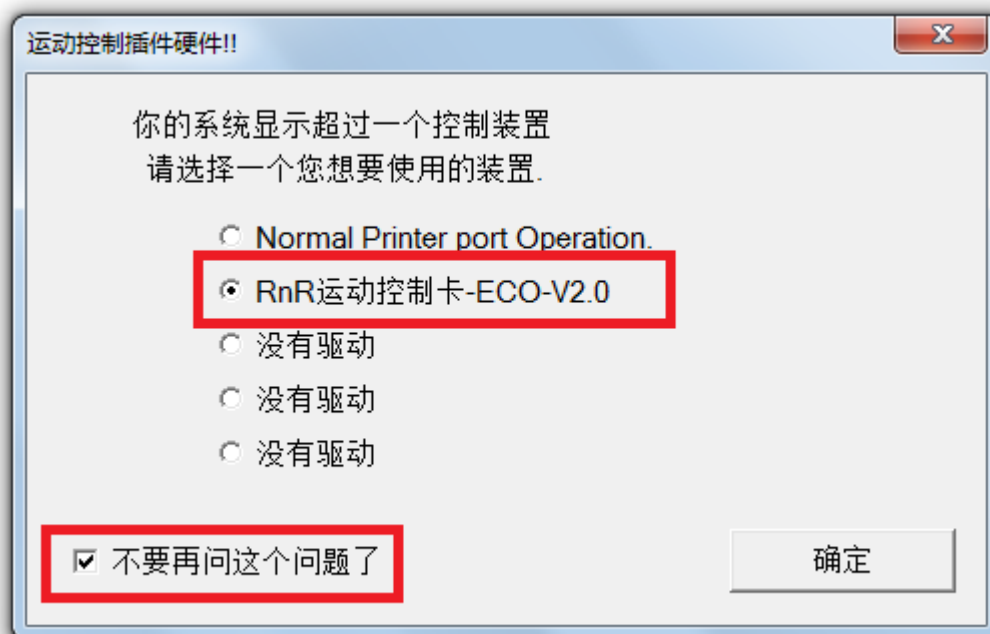 运动控制插件硬件!!
你的系统显示超过一个控制装置
请选择一个您想要使用的装置.
Normal Printer port Operation.
RnR运动控制卡-ECO-V2.0
没有驱动
没有驱动
没有驱动
不要再问这个问题了
确定